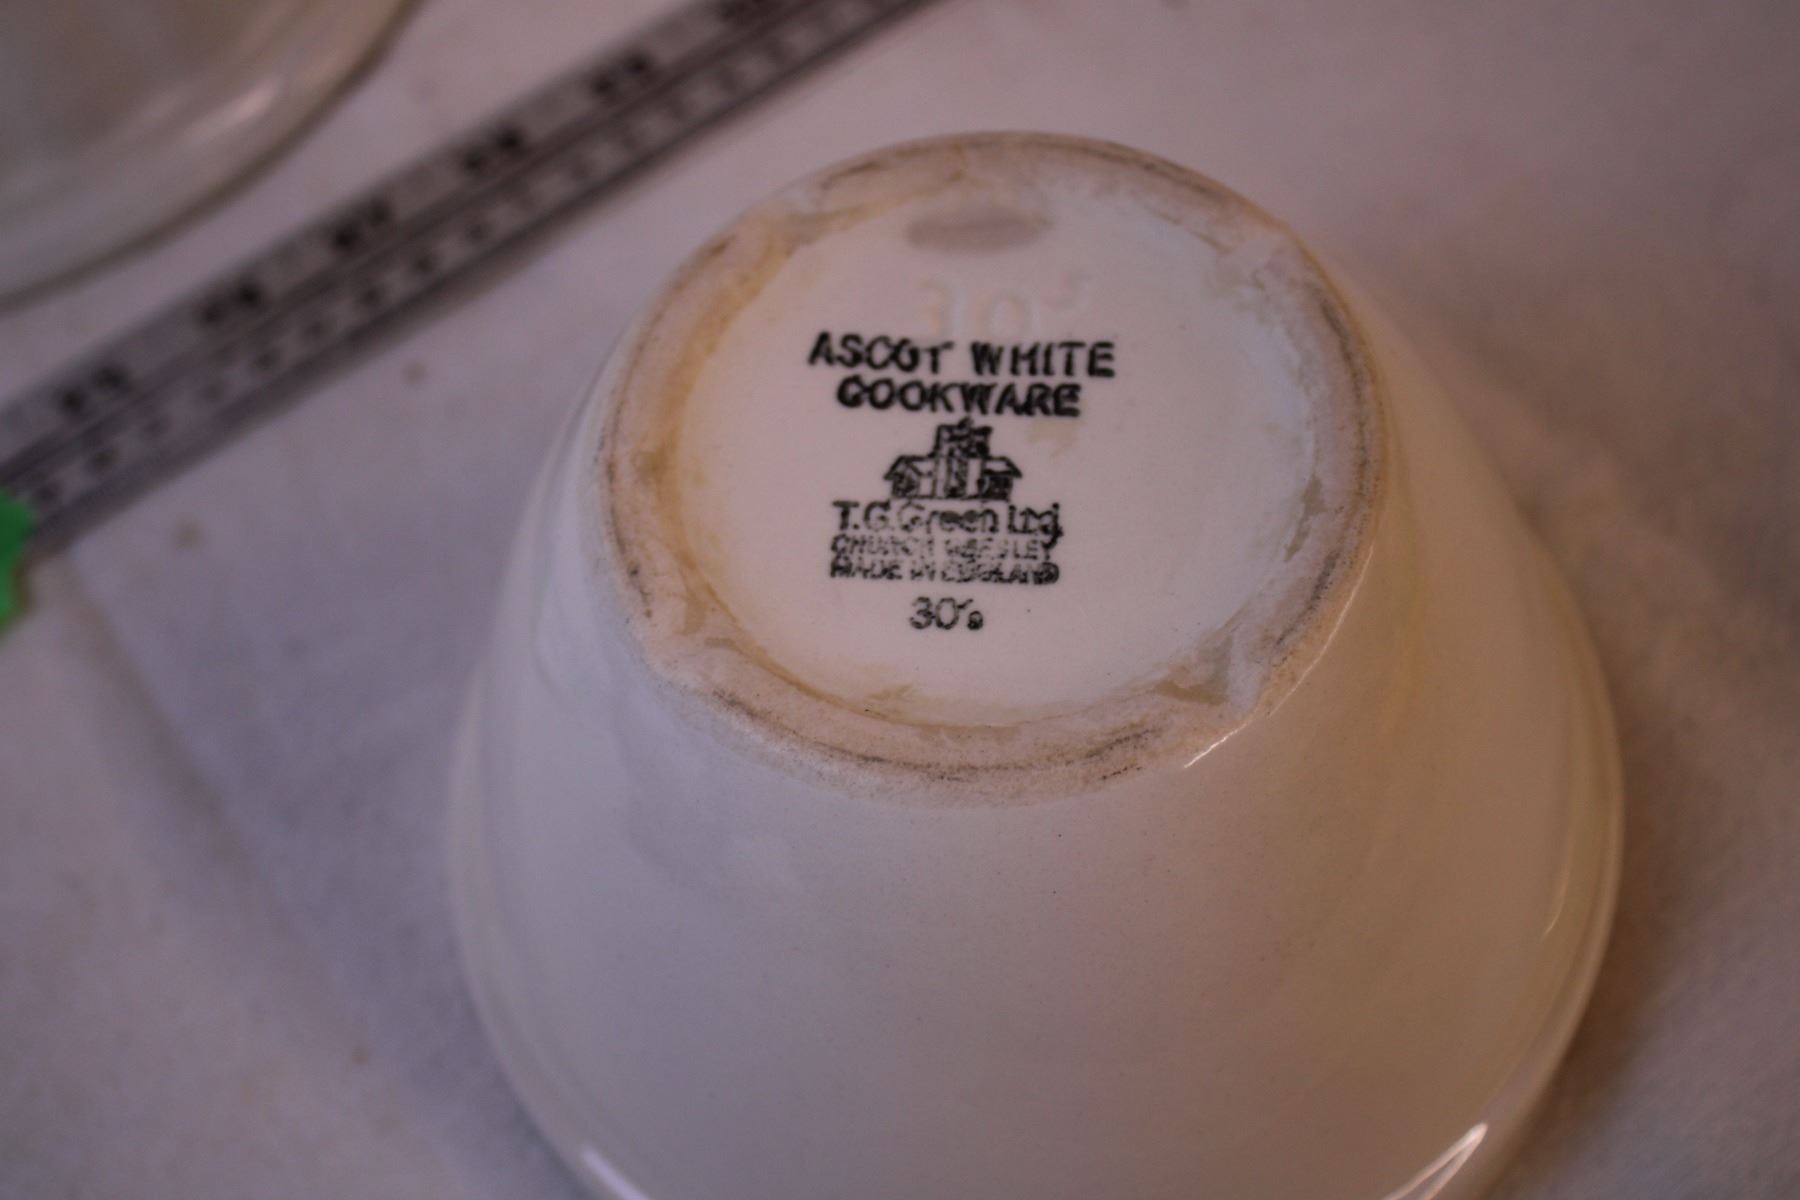 ASCOT WHITE
COOKWARE
T.G.Green Ltd
CHURCH GRESLEY
MADE IN ENGLAND
30's